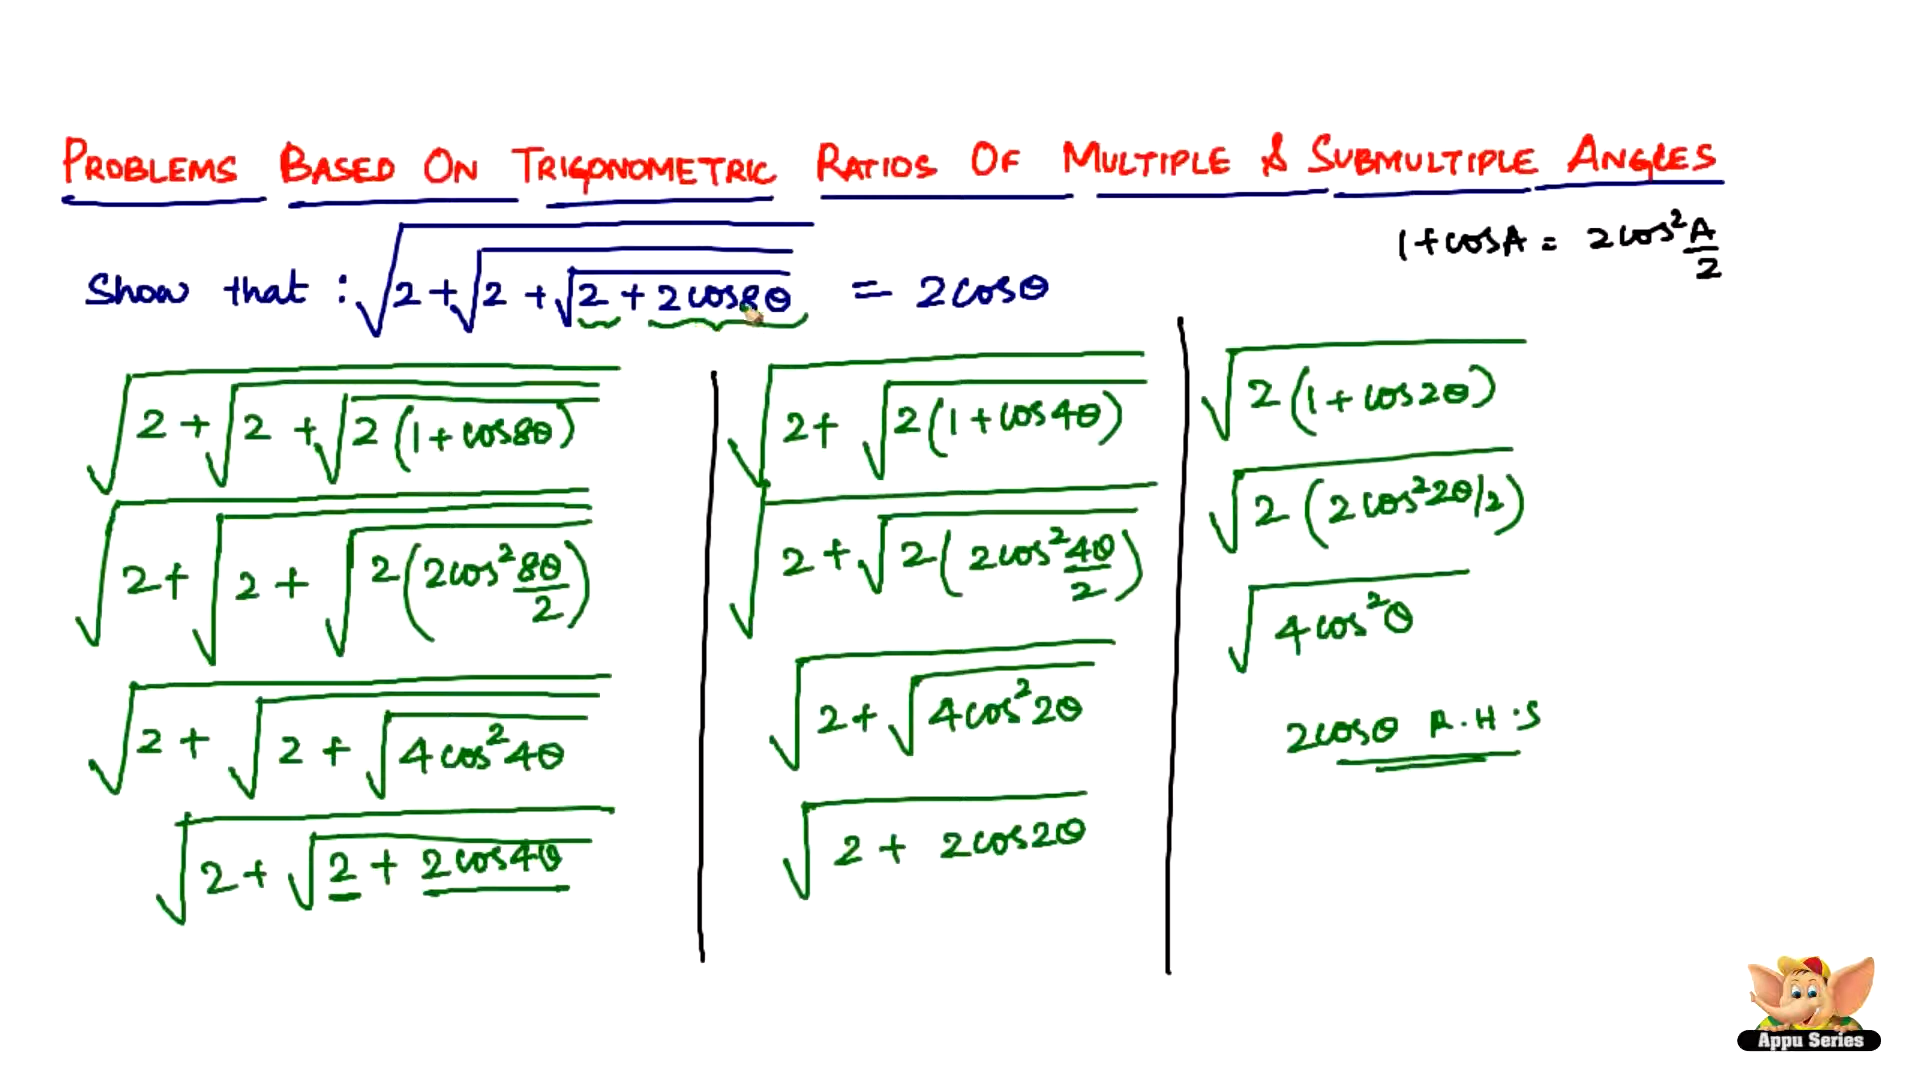 PROBLEMS BASED ON TRIGONOMETRIC RATIOS OF MULTIPLE & SUBMULTIPLE ANGLES
1+cosA = 2cos²A/2
Show that : √(2+√(2+√(2+2cos8θ))) = 2cosθ
√(2+√(2+√(2(1+cos8θ))))
√(2+√(2+√(2(2cos²8θ/2))))
√(2+√(2+√(4cos²4θ)))
√(2+√(2+2cos4θ))
√(2+√(2(1+cos4θ)))
√(2+√(2(2cos²4θ/2)))
√(2+√(4cos²2θ))
√(2+2cos2θ)
√(2(1+cos2θ))
√(2(2cos²2θ/2))
√(4cos²θ)
2cosθ R.H.S
Appu Series